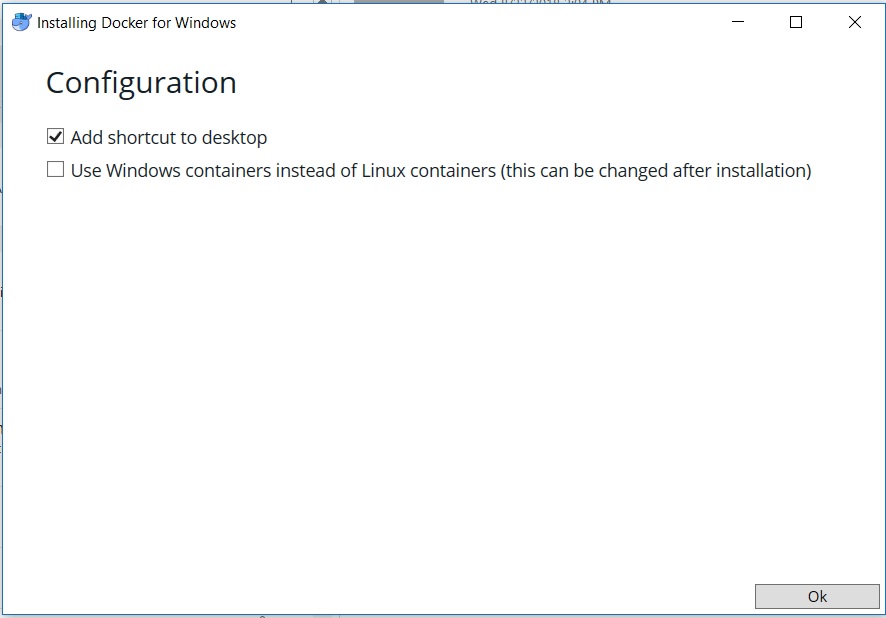 Installing Docker for Windows
Configuration
Add shortcut to desktop
Use Windows containers instead of Linux containers (this can be changed after installation)
Ok